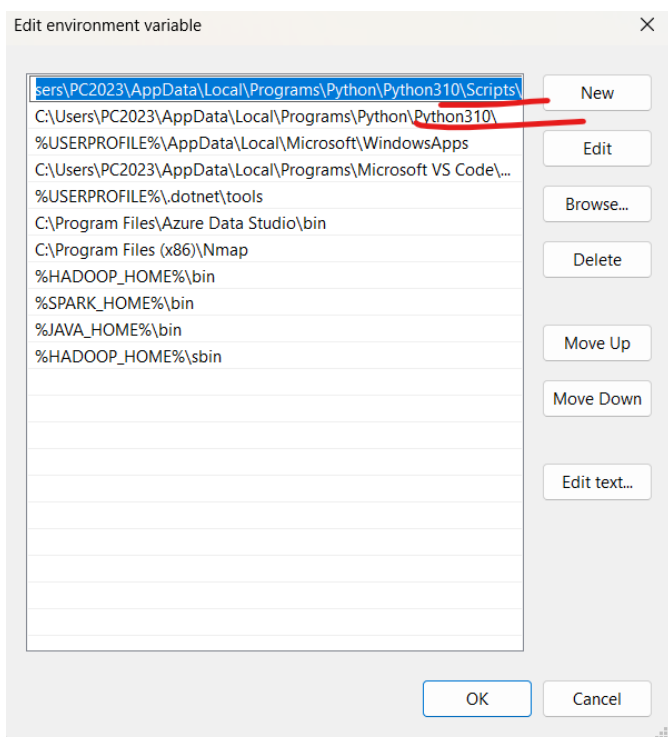 Edit environment variable
sers\PC2023\AppData\Local\Programs\Python\Python310\Scripts\
C:\Users\PC2023\AppData\Local\Programs\Python\Python310\
%USERPROFILE%\AppData\Local\Microsoft\WindowsApps
C:\Users\PC2023\AppData\Local\Programs\Microsoft VS Code\...
%USERPROFILE%\.dotnet\tools
C:\Program Files\Azure Data Studio\bin
C:\Program Files (x86)\Nmap
%HADOOP_HOME%\bin
%SPARK_HOME%\bin
%JAVA_HOME%\bin
%HADOOP_HOME%\sbin
New
Edit
Browse...
Delete
Move Up
Move Down
Edit text...
OK
Cancel